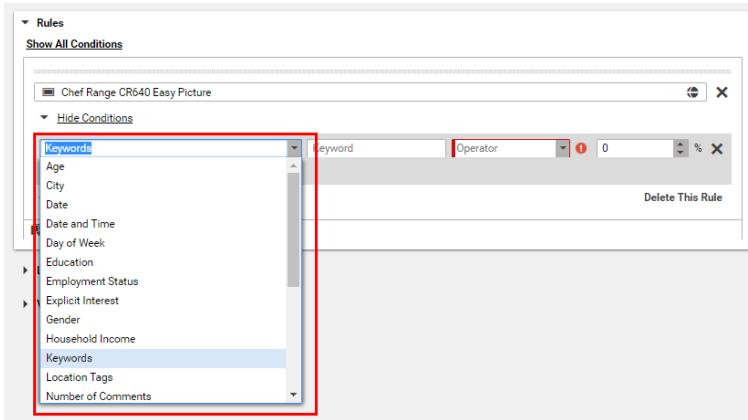 Rules
Show All Conditions
Chef Range CR640 Easy Picture
Hide Conditions
Keywords Keyword Operator 0 %
Age
City
Date
Delete This Rule
Date and Time
Day of Week
Education
Employment Status
Explicit Interest
Gender
Household Income
Keywords
Location Tags
Number of Comments